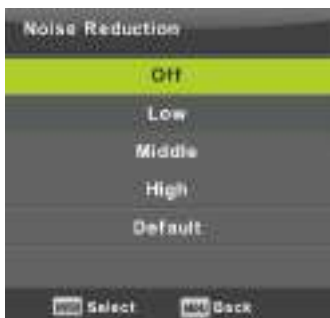 Noise Reduction
Off
Low
Middle
High
Default
Select Back